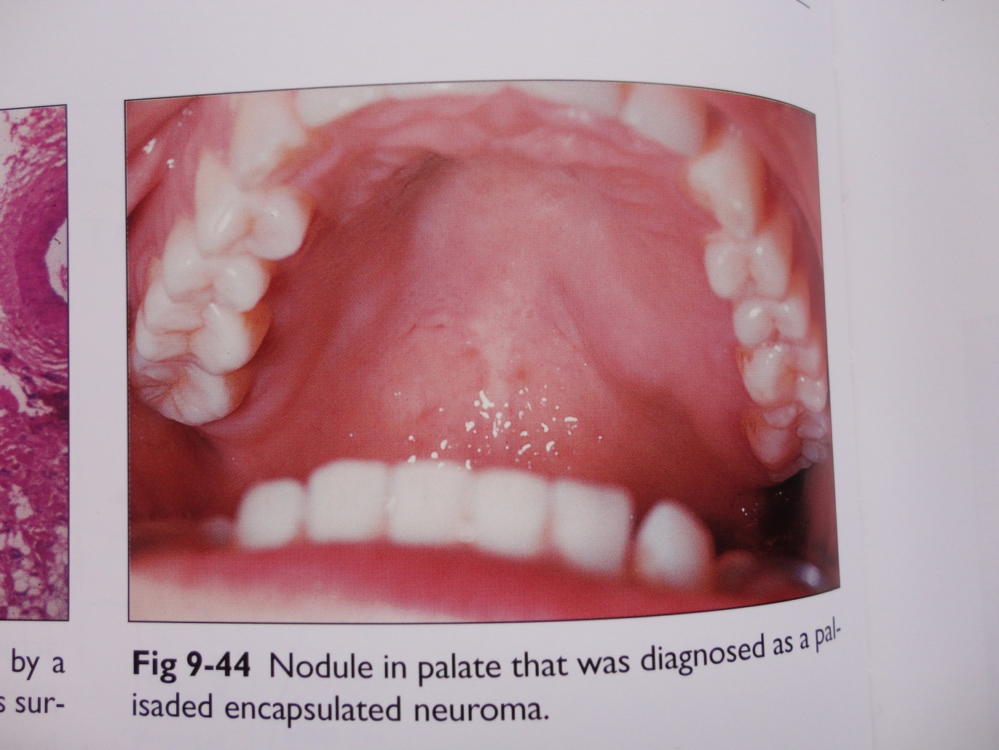 by a
s sur-
Fig 9-44 Nodule in palate that was diagnosed as a pal-
isaded encapsulated neuroma.